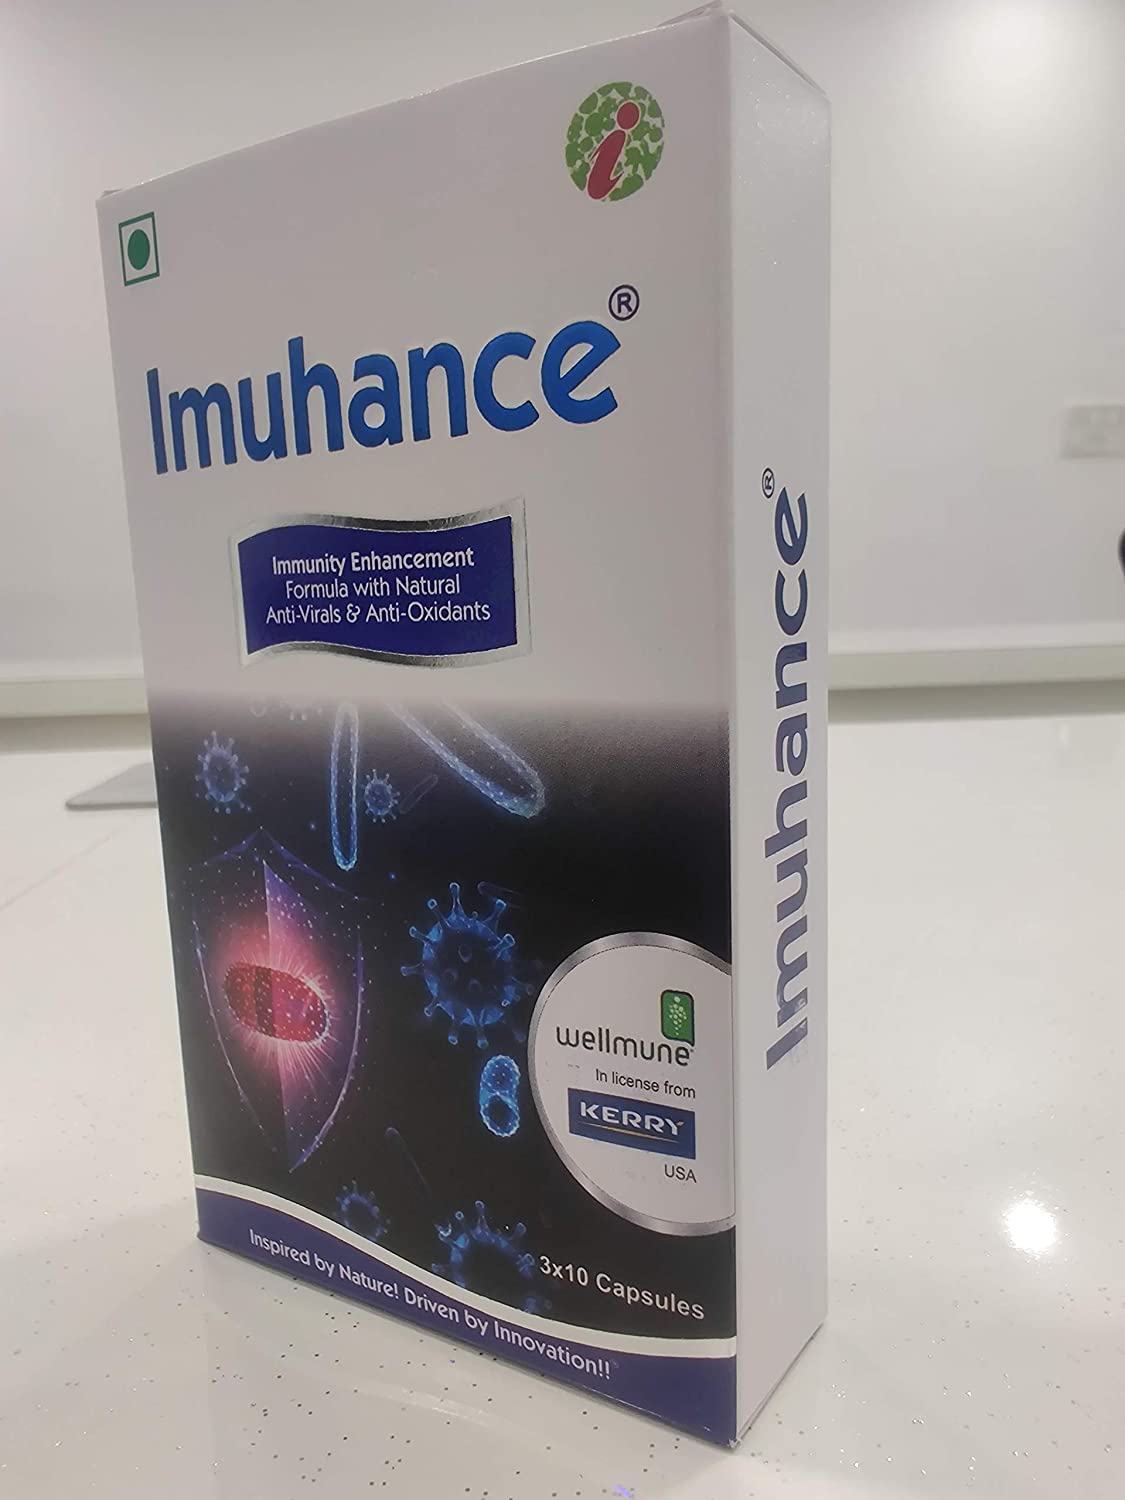 Imuhance®
Immunity Enhancement
Formula with Natural
Anti-Virals & Anti-Oxidants
wellmune
In license from
KERRY
USA
3x10 Capsules
Inspired by Nature! Driven by Innovation!!
Imuhance®